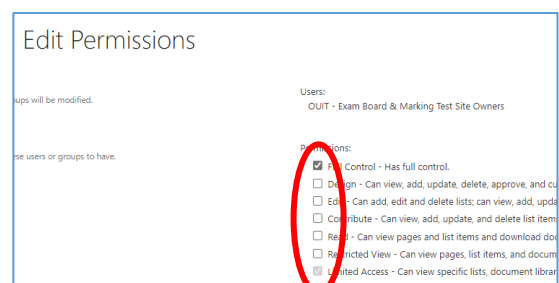 Edit Permissions
ups will be modified.
Users:
OUIT - Exam Board & Marking Test Site Owners
se users or groups to have.
Permissions:
Full Control - Has full control.
Design - Can view, add, update, delete, approve, and cu
Edit - Can add, edit and delete lists; can view, add, upda
Contribute - Can view, add, update, and delete list item
Read - Can view pages and list items and download doc
Restricted View - Can view pages, list items, and docum
Limited Access - Can view specific lists, document librar